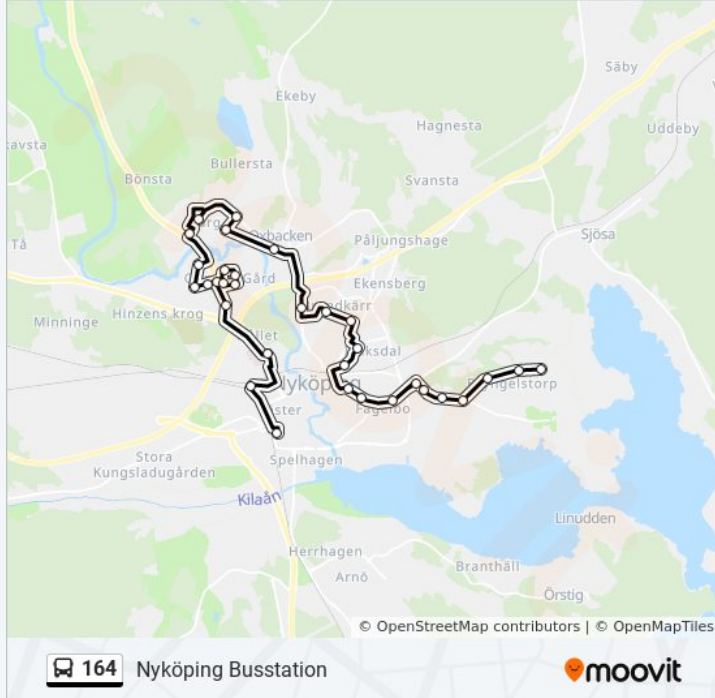 Säby
Ekeby
Hagnesta
Uddeby
Bullersta
Bönsta
Svansta
Sjösa
Påljungshage
Tå
Ekensberg
Minninge
Hinzens krog
Nyköping
Stora
Kungsladugården
Spelhagen
Kilaån
Linudden
Herrhagen
Branthäll
Arnö
Örstig
© OpenStreetMap contributors | © OpenMapTiles
164 Nyköping Busstation
moovit